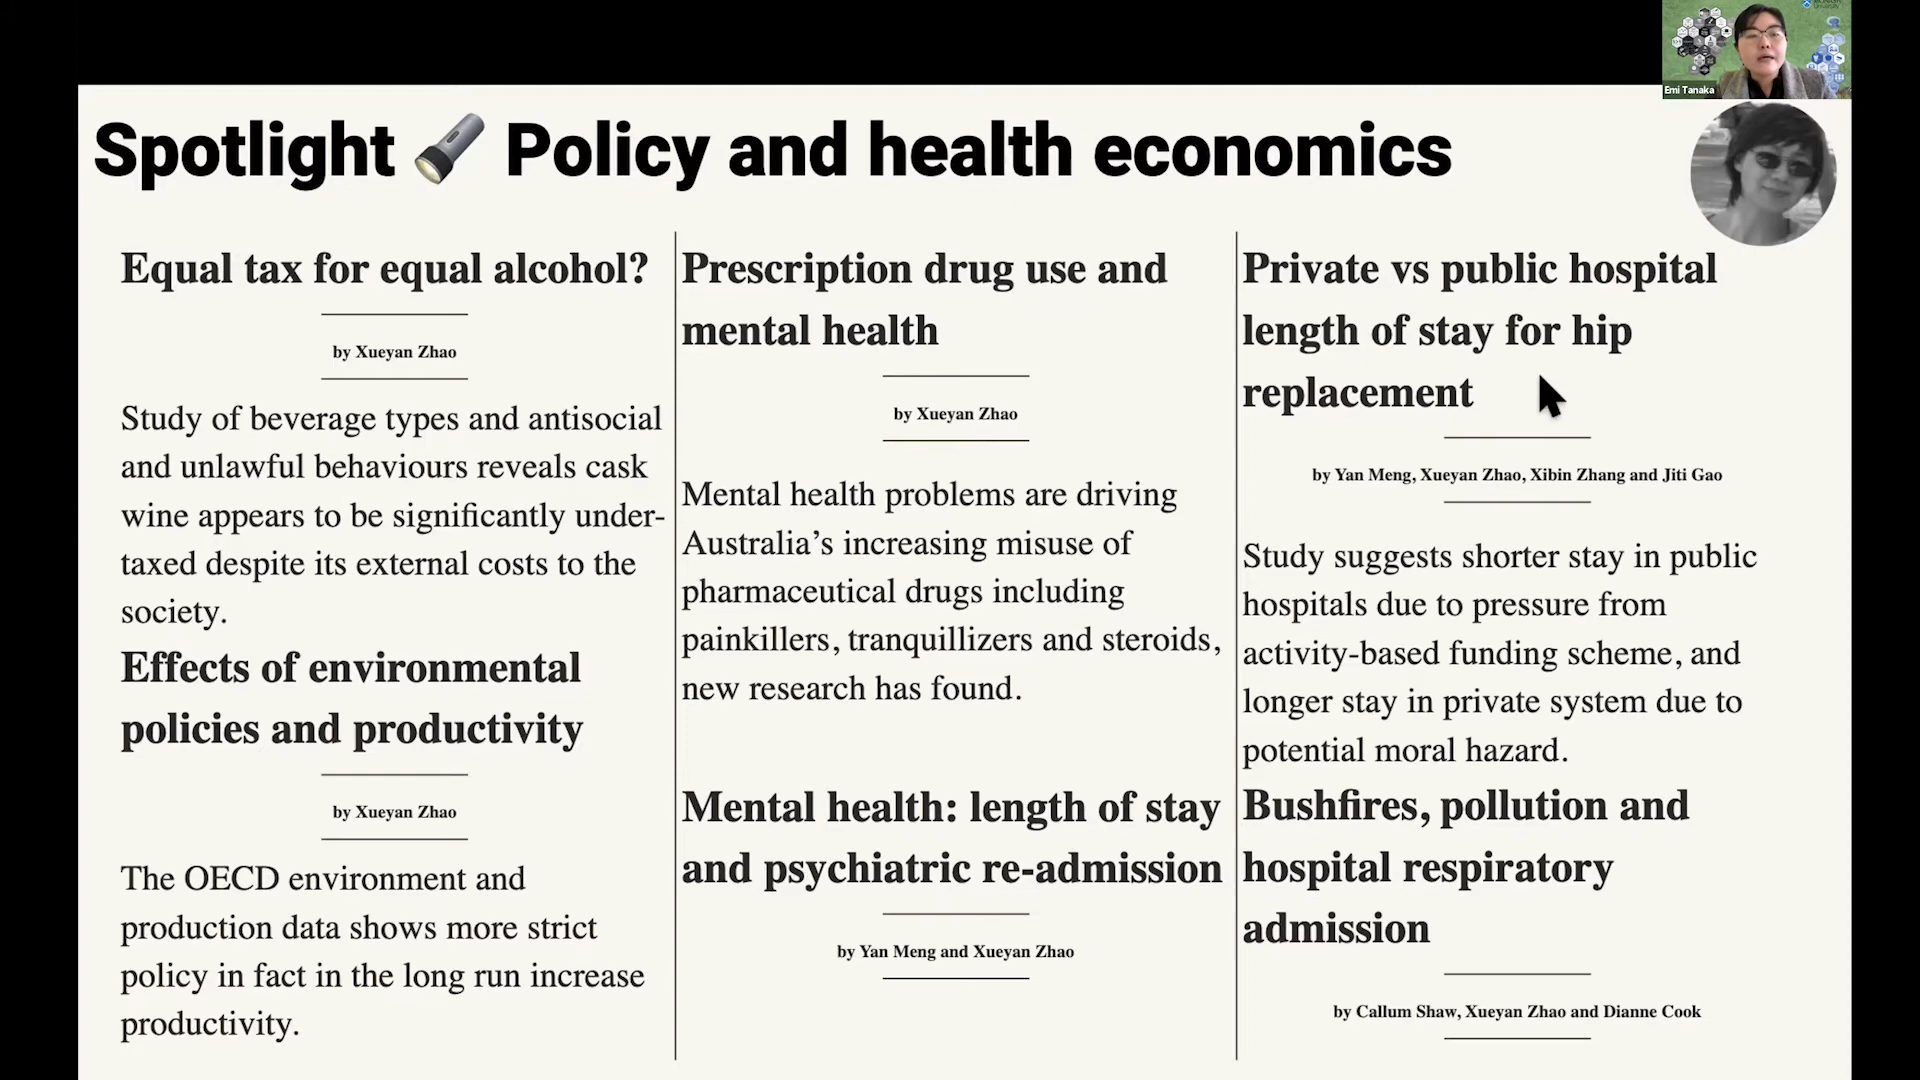 Emi Tanaka
Spotlight Policy and health economics
Equal tax for equal alcohol?
by Xueyan Zhao
Study of beverage types and antisocial
and unlawful behaviours reveals cask
wine appears to be significantly under-
taxed despite its external costs to the
society.
Effects of environmental
policies and productivity
by Xueyan Zhao
The OECD environment and
production data shows more strict
policy in fact in the long run increase
productivity.
Prescription drug use and
mental health
by Xueyan Zhao
Mental health problems are driving
Australia’s increasing misuse of
pharmaceutical drugs including
painkillers, tranquillizers and steroids,
new research has found.
Mental health: length of stay
and psychiatric re-admission
by Yan Meng and Xueyan Zhao
Private vs public hospital
length of stay for hip
replacement
by Yan Meng, Xueyan Zhao, Xibin Zhang and Jiti Gao
Study suggests shorter stay in public
hospitals due to pressure from
activity-based funding scheme, and
longer stay in private system due to
potential moral hazard.
Bushfires, pollution and
hospital respiratory
admission
by Callum Shaw, Xueyan Zhao and Dianne Cook